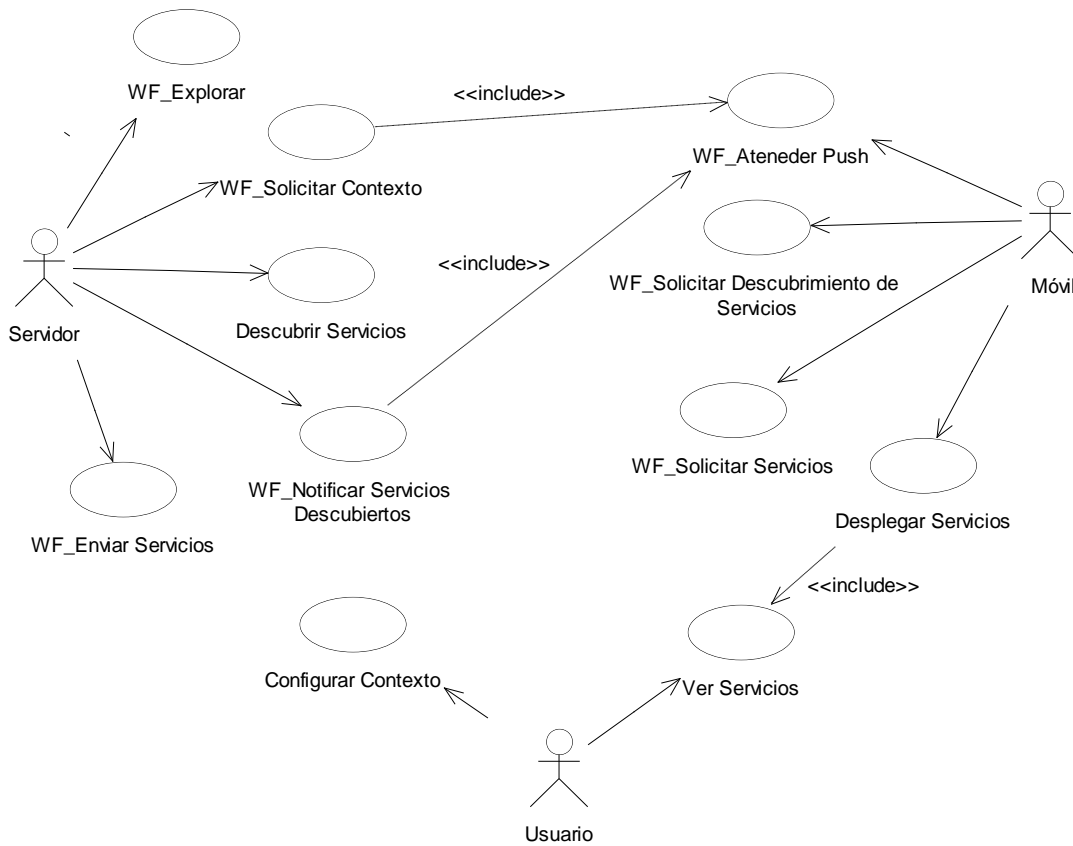 WF_Explorar
<<include>>
WF_Solicitar Contexto
WF_Ateneder Push
<<include>>
WF_Solicitar Descubrimiento de
Servicios
Móvil
Servidor
Descubrir Servicios
WF_Solicitar Servicios
WF_Notificar Servicios
Descubiertos
Desplegar Servicios
WF_Enviar Servicios
<<include>>
Configurar Contexto
Ver Servicios
Usuario